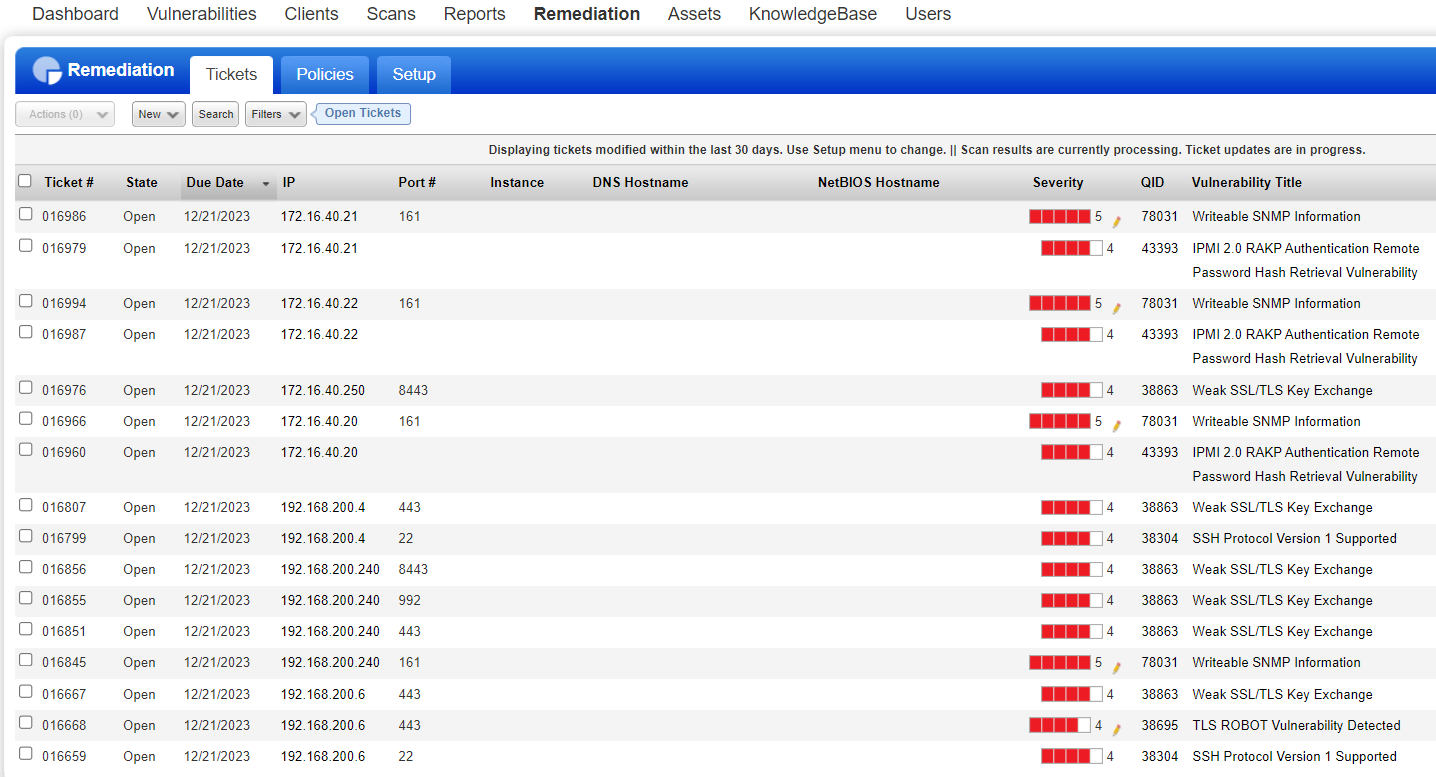 Dashboard Vulnerabilities Clients Scans Reports Remediation Assets KnowledgeBase Users
Remediation Tickets Policies Setup
Actions (0) New Search Filters Open Tickets
Displaying tickets modified within the last 30 days. Use Setup menu to change. || Scan results are currently processing. Ticket updates are in progress.
Ticket # State Due Date IP Port # Instance DNS Hostname NetBIOS Hostname Severity QID Vulnerability Title
016986 Open 12/21/2023 172.16.40.21 161 5 78031 Writeable SNMP Information
016979 Open 12/21/2023 172.16.40.21 4 43393 IPMI 2.0 RAKP Authentication Remote
Password Hash Retrieval Vulnerability
016994 Open 12/21/2023 172.16.40.22 161 5 78031 Writeable SNMP Information
016987 Open 12/21/2023 172.16.40.22 4 43393 IPMI 2.0 RAKP Authentication Remote
Password Hash Retrieval Vulnerability
016976 Open 12/21/2023 172.16.40.250 8443 4 38863 Weak SSL/TLS Key Exchange
016966 Open 12/21/2023 172.16.40.20 161 5 78031 Writeable SNMP Information
016960 Open 12/21/2023 172.16.40.20 4 43393 IPMI 2.0 RAKP Authentication Remote
Password Hash Retrieval Vulnerability
016807 Open 12/21/2023 192.168.200.4 443 4 38863 Weak SSL/TLS Key Exchange
016799 Open 12/21/2023 192.168.200.4 22 4 38304 SSH Protocol Version 1 Supported
016856 Open 12/21/2023 192.168.200.240 8443 4 38863 Weak SSL/TLS Key Exchange
016855 Open 12/21/2023 192.168.200.240 992 4 38863 Weak SSL/TLS Key Exchange
016851 Open 12/21/2023 192.168.200.240 443 4 38863 Weak SSL/TLS Key Exchange
016845 Open 12/21/2023 192.168.200.240 161 5 78031 Writeable SNMP Information
016667 Open 12/21/2023 192.168.200.6 443 4 38863 Weak SSL/TLS Key Exchange
016668 Open 12/21/2023 192.168.200.6 443 4 38695 TLS ROBOT Vulnerability Detected
016659 Open 12/21/2023 192.168.200.6 22 4 38304 SSH Protocol Version 1 Supported